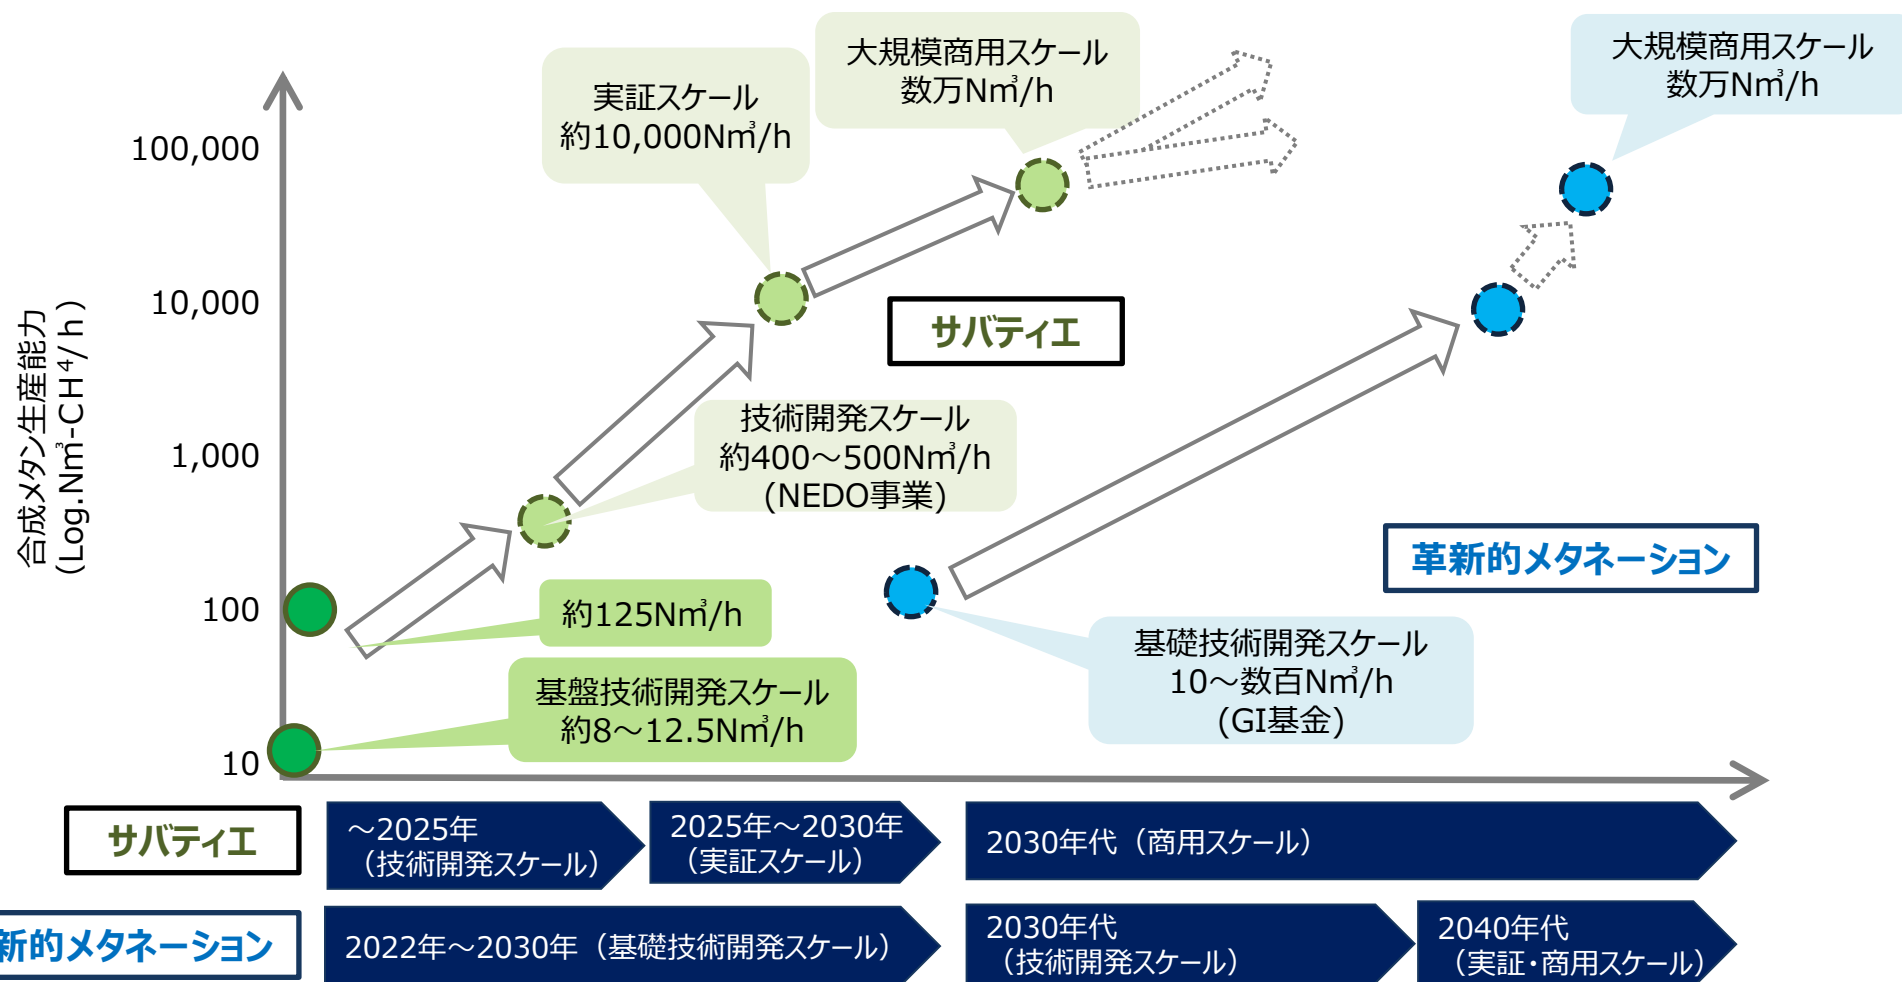 大規模商用スケール
数万Nm³/h
大規模商用スケール
数万Nm³/h
実証スケール
約10,000Nm³/h
100,000
10,000
1,000
100
10
合成メタン生産能力
(Log.Nm³-CH⁴/h)
サバティエ
技術開発スケール
約400～500Nm³/h
(NEDO事業)
革新的メタネーション
約125Nm³/h
基盤技術開発スケール
約8～12.5Nm³/h
基礎技術開発スケール
10～数百Nm³/h
(GI基金)
サバティエ
～2025年
（技術開発スケール）
2025年～2030年
（実証スケール）
2030年代（商用スケール）
新的メタネーション
2022年～2030年（基礎技術開発スケール）
2030年代
（技術開発スケール）
2040年代
（実証・商用スケール）